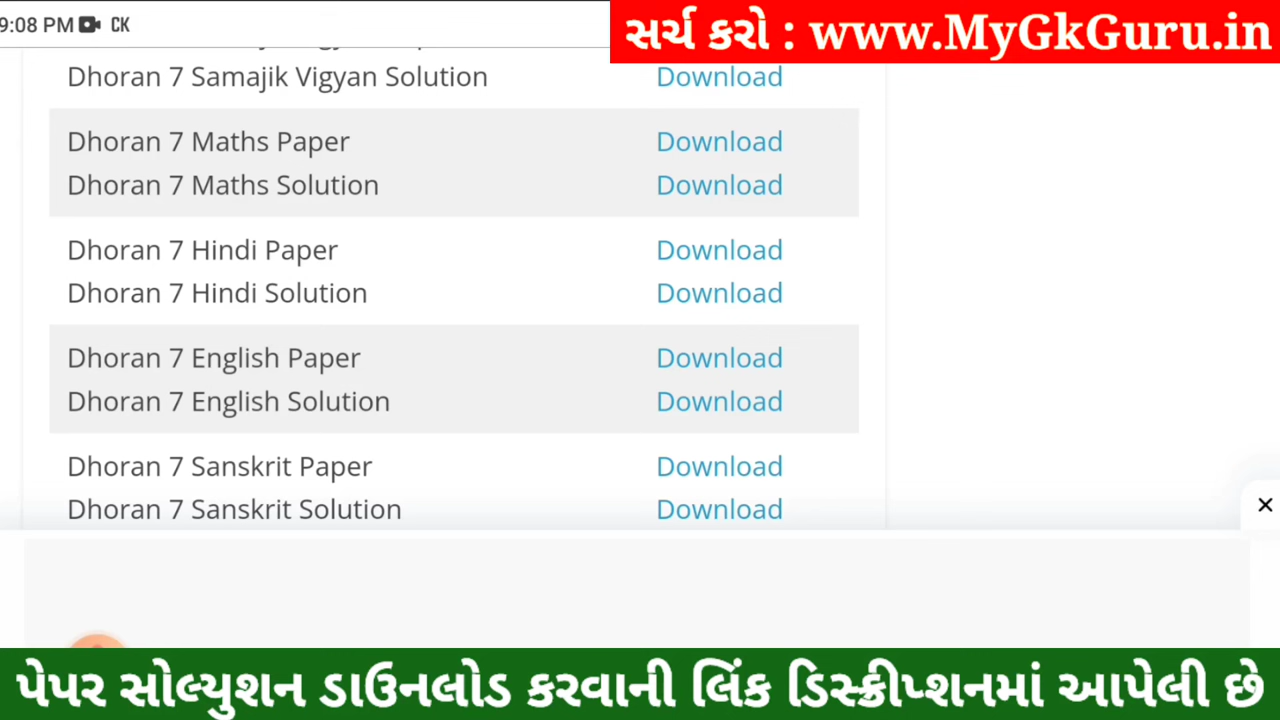 9:08 PM CK
સર્ચ કરો : www.MyGkGuru.in
Dhoran 7 Samajik Vigyan Solution Download
Dhoran 7 Maths Paper Download
Dhoran 7 Maths Solution Download
Dhoran 7 Hindi Paper Download
Dhoran 7 Hindi Solution Download
Dhoran 7 English Paper Download
Dhoran 7 English Solution Download
Dhoran 7 Sanskrit Paper Download
Dhoran 7 Sanskrit Solution Download
પેપર સોલ્યુશન ડાઉનલોડ કરવાની લિંક ડિસ્ક્રીપ્શનમાં આપેલી છે